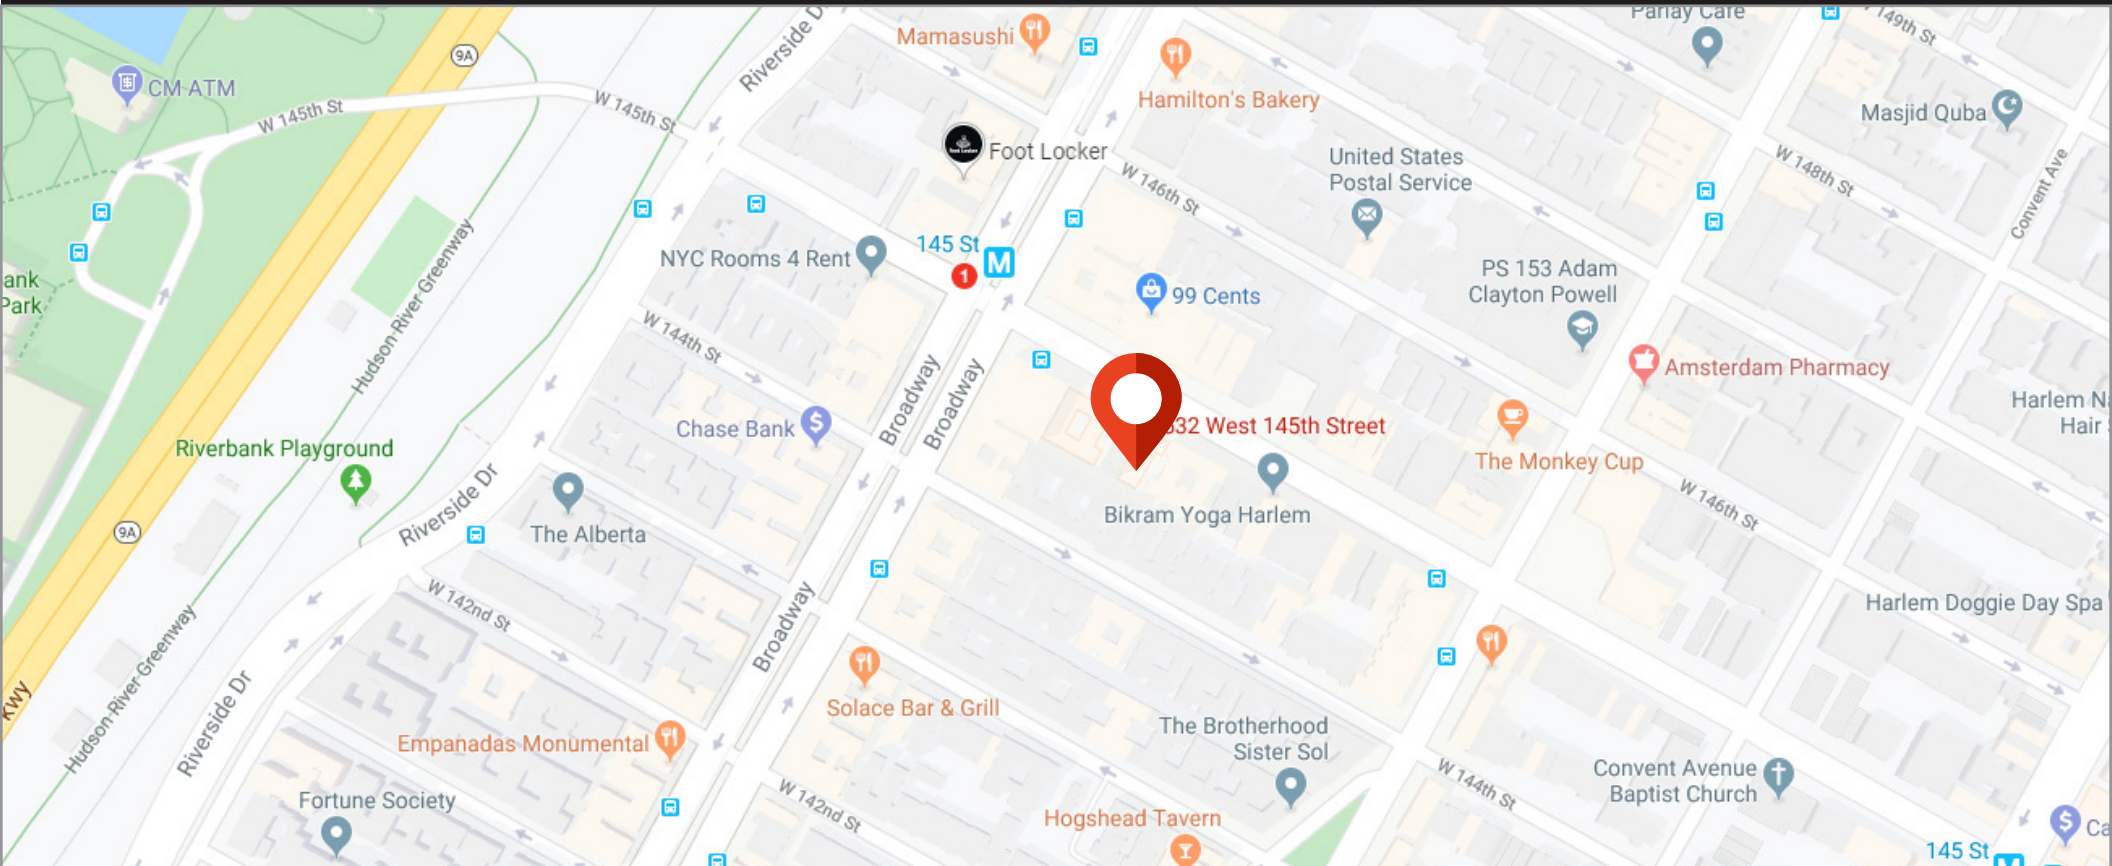 Riverside D
Mamasushi
Parlay Cafe
149th St
9A
CM ATM
W 145th St
W 145th St
Hamilton's Bakery
Masjid Quba
Foot Locker
United States
Postal Service
W 146th St
W 148th St
Convent Ave
145 St
M
1
NYC Rooms 4 Rent
ank
Park
Hudson River Greenway
99 Cents
PS 153 Adam
Clayton Powell
W 144th St
Amsterdam Pharmacy
Broadway
Broadway
Harlem N
Hair
Chase Bank
$
32 West 145th Street
Riverbank Playground
The Monkey Cup
Riverside Dr
9A
The Alberta
Bikram Yoga Harlem
W 146th St
W 142nd St
Broadway
Harlem Doggie Day Spa
Hudson River Greenway
Kwy
Riverside Dr
Solace Bar & Grill
Empanadas Monumental
The Brotherhood
Sister Sol
W 144th St
Convent Avenue
Baptist Church
W 142nd St
Fortune Society
Hogshead Tavern
$
Ca
145 St
M